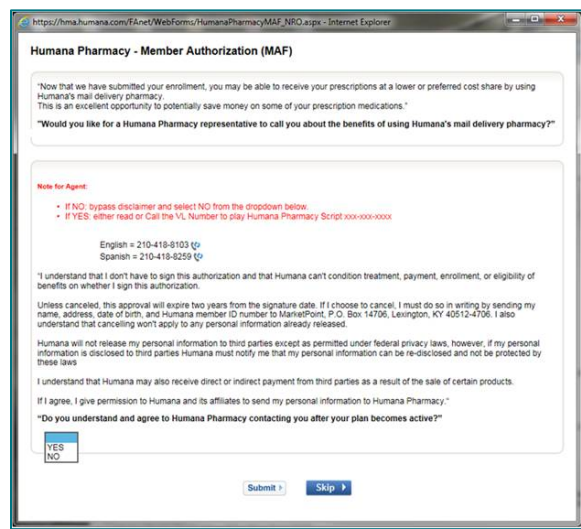 https://hma.humana.com/FAnet/WebForms/HumanaPharmacyMAF_NRO.aspx - Internet Explorer
Humana Pharmacy - Member Authorization (MAF)
"Now that we have submitted your enrollment, you may be able to receive your prescriptions at a lower or preferred cost share by using
Humana's mail delivery pharmacy.
This is an excellent opportunity to potentially save money on some of your prescription medications."
"Would you like for a Humana Pharmacy representative to call you about the benefits of using Humana's mail delivery pharmacy?"
Note for Agent:
• If NO: bypass disclaimer and select NO from the dropdown below.
• If YES: either read or Call the VL Number to play Humana Pharmacy Script xxx-xxx-xxxx
English = 210-418-8103
Spanish = 210-418-8259
"I understand that I don't have to sign this authorization and that Humana can't condition treatment, payment, enrollment, or eligibility of
benefits on whether I sign this authorization.
Unless canceled, this approval will expire two years from the signature date. If I choose to cancel, I must do so in writing by sending my
name, address, date of birth, and Humana member ID number to MarketPoint, P.O. Box 14706, Lexington, KY 40512-4706. I also
understand that cancelling won't apply to any personal information already released.
Humana will not release my personal information to third parties except as permitted under federal privacy laws, however, if my personal
information is disclosed to third parties Humana must notify me that my personal information can be re-disclosed and not be protected by
these laws
I understand that Humana may also receive direct or indirect payment from third parties as a result of the sale of certain products.
If I agree, I give permission to Humana and its affiliates to send my personal information to Humana Pharmacy."
"Do you understand and agree to Humana Pharmacy contacting you after your plan becomes active?"
YES
NO
Submit
Skip